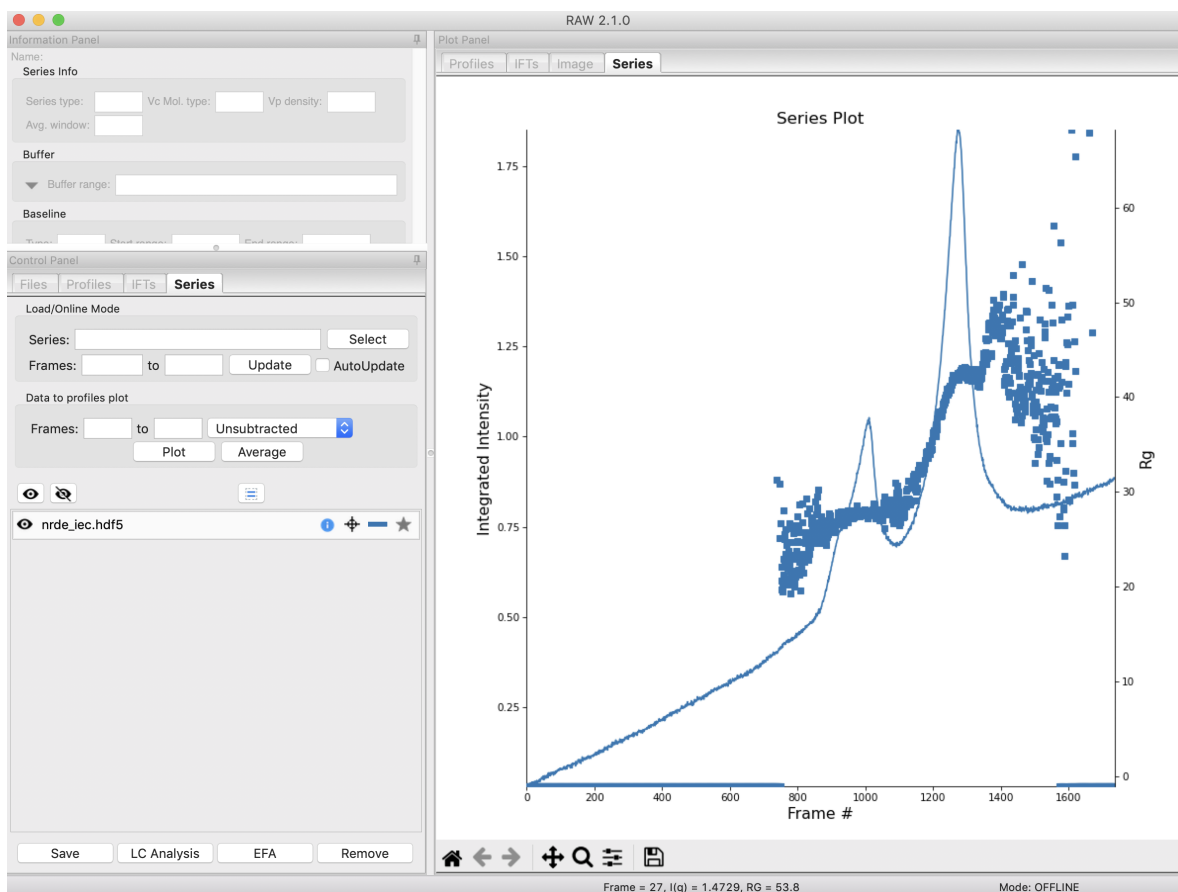 RAW 2.1.0
Information Panel
Name:
Series Info
Series type: Vc Mol. type: Vp density:
Avg. window:
Buffer
Buffer range:
Baseline
Type: Start range: End range:
Control Panel
Files Profiles IFTs Series
Load/Online Mode
Series: Select
Frames: to Update AutoUpdate
Data to profiles plot
Frames: to Unsubtracted
Plot Average
nrde_iec.hdf5
Save LC Analysis EFA Remove
Plot Panel
Profiles IFTs Image Series
Series Plot
Integrated Intensity
1.75
1.50
1.25
1.00
0.75
0.50
0.25
0 200 400 600 800 1000 1200 1400 1600
Frame #
60
50
40
30
20
10
0
Rg
Frame = 27, I(q) = 1.4729, RG = 53.8
Mode: OFFLINE